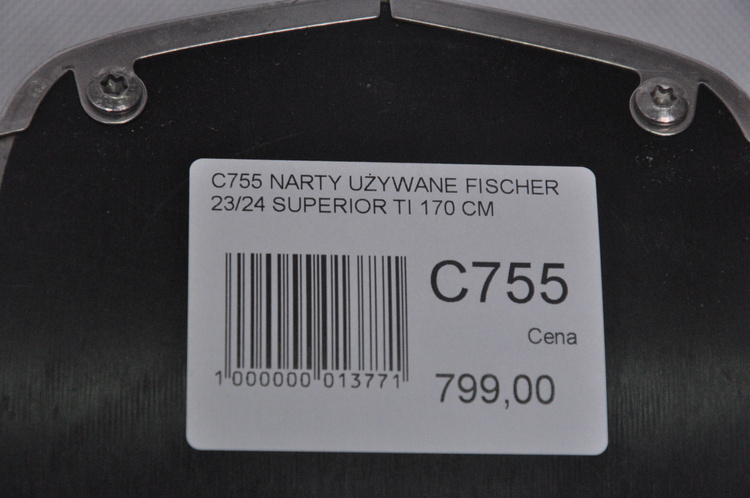 C755 NARTY UŻYWANE FISCHER
23/24 SUPERIOR TI 170 CM
C755
Cena
799,00
1 000000 013771